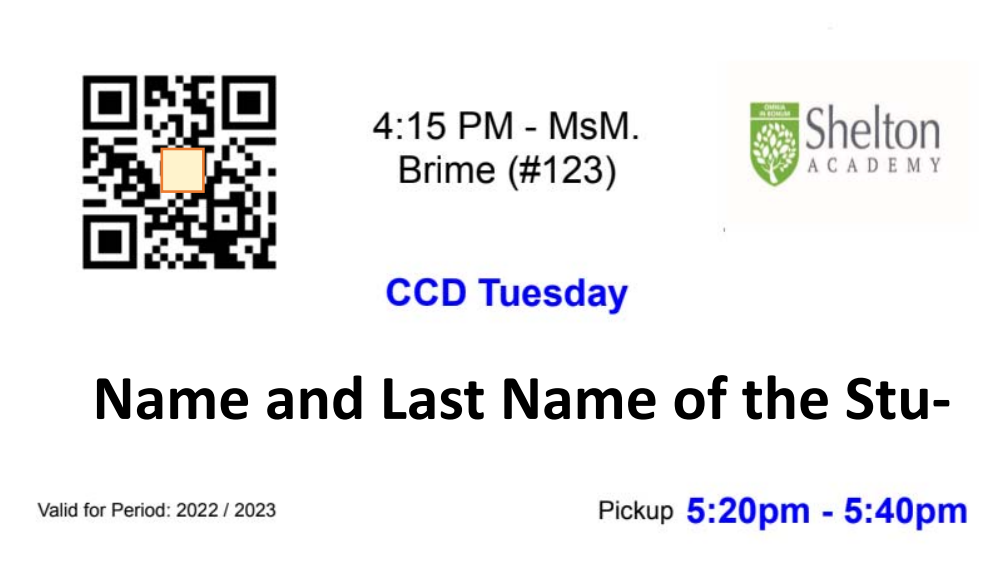 4:15 PM - MsM.
Brime (#123)
OMNIA
IN BONUM
Shelton
ACADEMY
CCD Tuesday
Name and Last Name of the Stu-
Valid for Period: 2022 / 2023
Pickup 5:20pm - 5:40pm